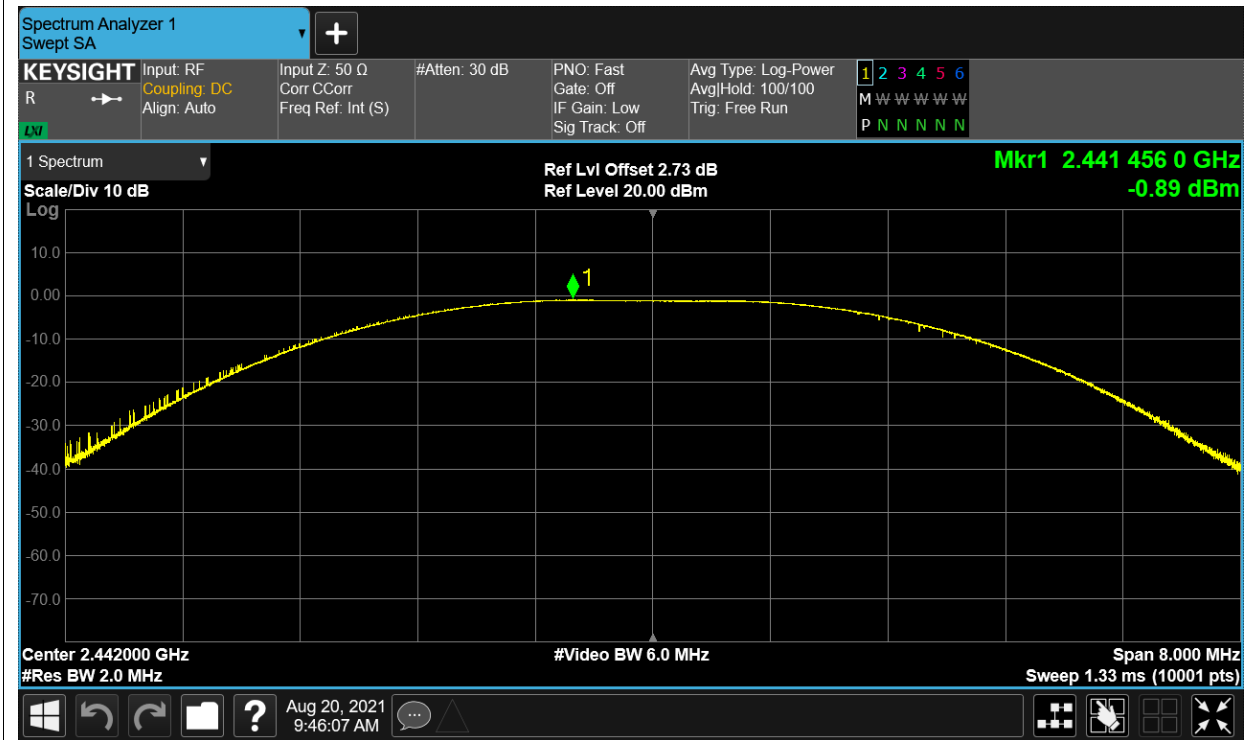 Spectrum Analyzer 1
Swept SA
KEYSIGHT
R
LXI
Input: RF
Coupling: DC
Align: Auto
Input Z: 50 Ω
Corr CCorr
Freq Ref: Int (S)
#Atten: 30 dB
PNO: Fast
Gate: Off
IF Gain: Low
Sig Track: Off
Avg Type: Log-Power
Avg|Hold: 100/100
Trig: Free Run
1 2 3 4 5 6
M W W W W W
P N N N N N
1 Spectrum
Scale/Div 10 dB
Log
Ref Lvl Offset 2.73 dB
Ref Level 20.00 dBm
Mkr1 2.441 456 0 GHz
-0.89 dBm
10.0
0.00
-10.0
-20.0
-30.0
-40.0
-50.0
-60.0
-70.0
1
Center 2.442000 GHz
#Res BW 2.0 MHz
#Video BW 6.0 MHz
Span 8.000 MHz
Sweep 1.33 ms (10001 pts)
?
Aug 20, 2021
9:46:07 AM